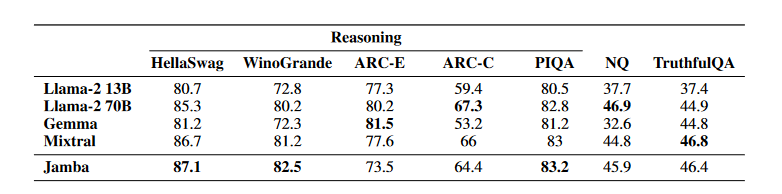 Reasoning
HellaSwag WinoGrande ARC-E ARC-C PIQA NQ TruthfulQA
Llama-2 13B 80.7 72.8 77.3 59.4 80.5 37.7 37.4
Llama-2 70B 85.3 80.2 80.2 67.3 82.8 46.9 44.9
Gemma 81.2 72.3 81.5 53.2 81.2 32.6 44.8
Mixtral 86.7 81.2 77.6 66 83 44.8 46.8
Jamba 87.1 82.5 73.5 64.4 83.2 45.9 46.4